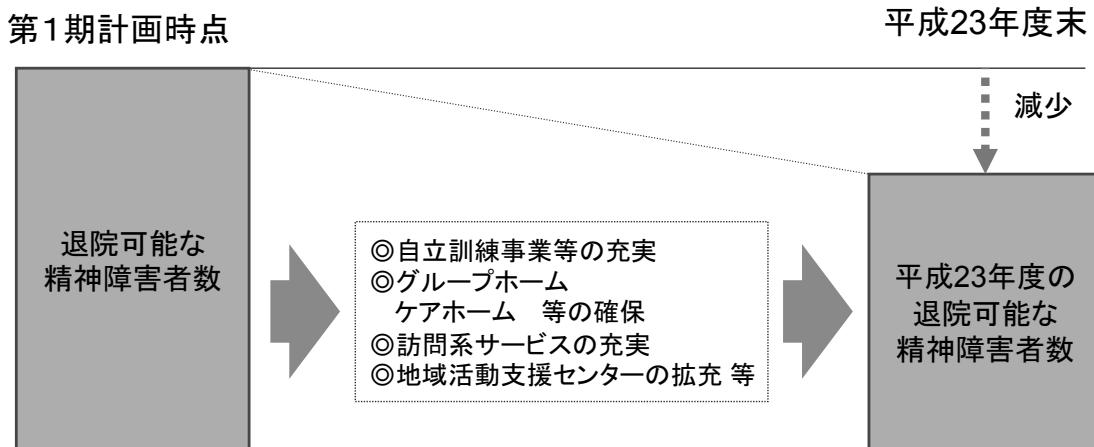 第1期計画時点
平成23年度末
減少
退院可能な
精神障害者数
◎自立訓練事業等の充実
◎グループホーム
ケアホーム　等の確保
◎訪問系サービスの充実
◎地域活動支援センターの拡充 等
平成23年度の
退院可能な
精神障害者数